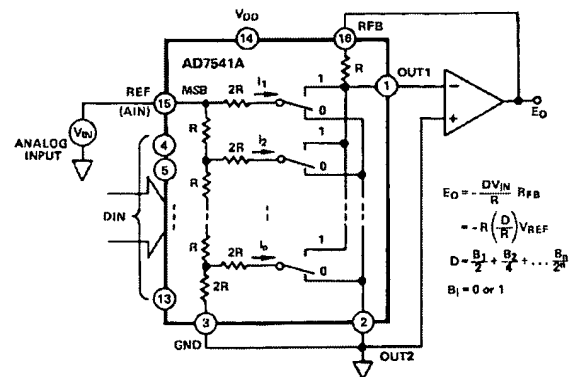 VDD
14
RFB
18
AD7541A
R
I1
1
REF
(AIN)
15
MSB
2R
0
1
OUT1
−
+
EO
VIN
ANALOG
INPUT
4
5
R
2R
I2
1
0
R
DIN
13
R
2R
In
1
0
2R
3
GND
2
OUT2
EO = − DVIN / R RFB
= −R (D/R) VREF
D = B1/2 + B2/4 + . . . Bn/2ⁿ
Bi = 0 or 1